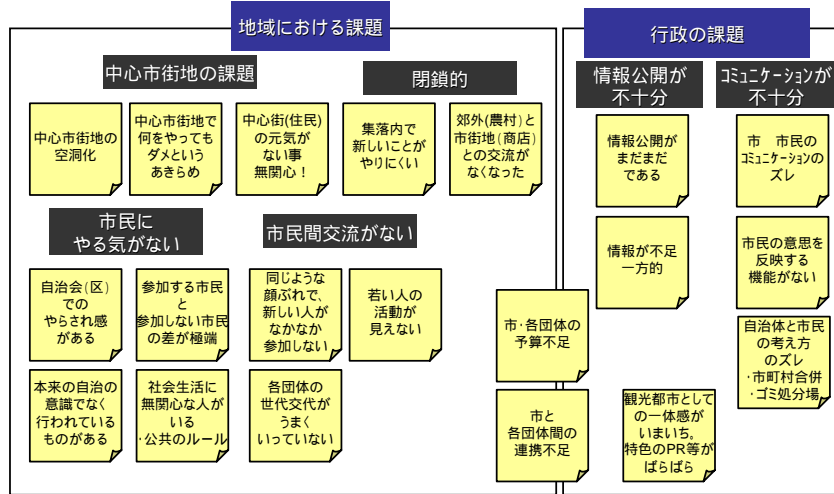 地域における課題
中心市街地の課題
閉鎖的
中心市街地の
空洞化
中心市街地で
何をやっても
ダメという
あきらめ
中心街(住民)
の元気が
ない事
無関心！
集落内で
新しいことが
やりにくい
郊外(農村)と
市街地(商店)
との交流が
なくなった
市民に
やる気がない
市民間交流がない
自治会(区)
での
やらされ感
がある
参加する市民
と
参加しない市民
の差が極端
同じような
顔ぶれで、
新しい人が
なかなか
参加しない
若い人の
活動が
見えない
本来の自治の
意識でなく
行われている
ものがある
社会生活に
無関心な人が
いる
・公共のルール
各団体の
世代交代が
うまく
いっていない
市・各団体の
予算不足
市と
各団体間の
連携不足
行政の課題
情報公開が
不十分
コミュニケーションが
不十分
情報公開が
まだまだ
である
市　市民の
コミュニケーションの
ズレ
情報が不足
一方的
市民の意思を
反映する
機能がない
自治体と市民
の考え方
のズレ
・市町村合併
・ゴミ処分場
観光都市として
の一体感が
いまいち。
特色のPR等が
ばらばら